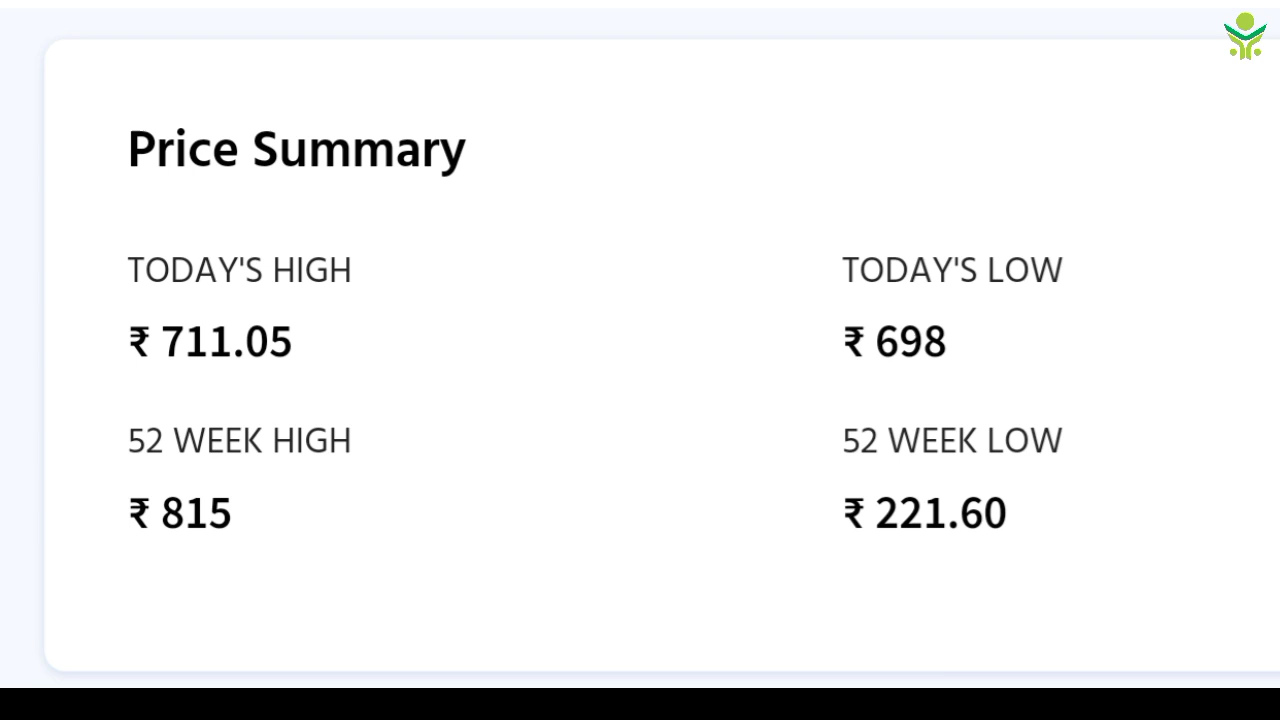 Price Summary
TODAY'S HIGH
TODAY'S LOW
₹ 711.05
₹ 698
52 WEEK HIGH
52 WEEK LOW
₹ 815
₹ 221.60